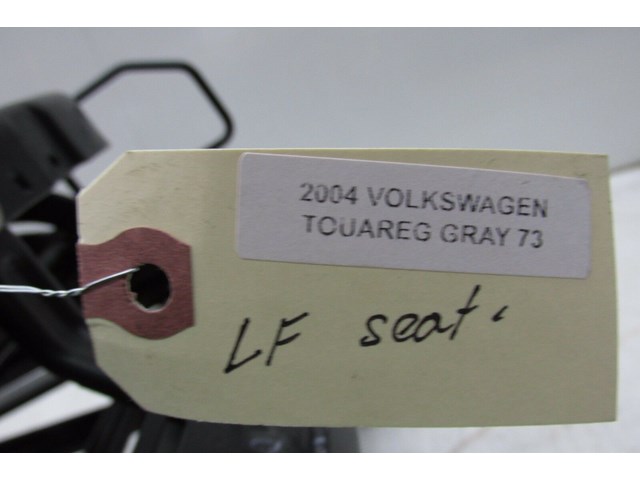 2004 VOLKSWAGEN
TOUAREG GRAY 73
LF seat.